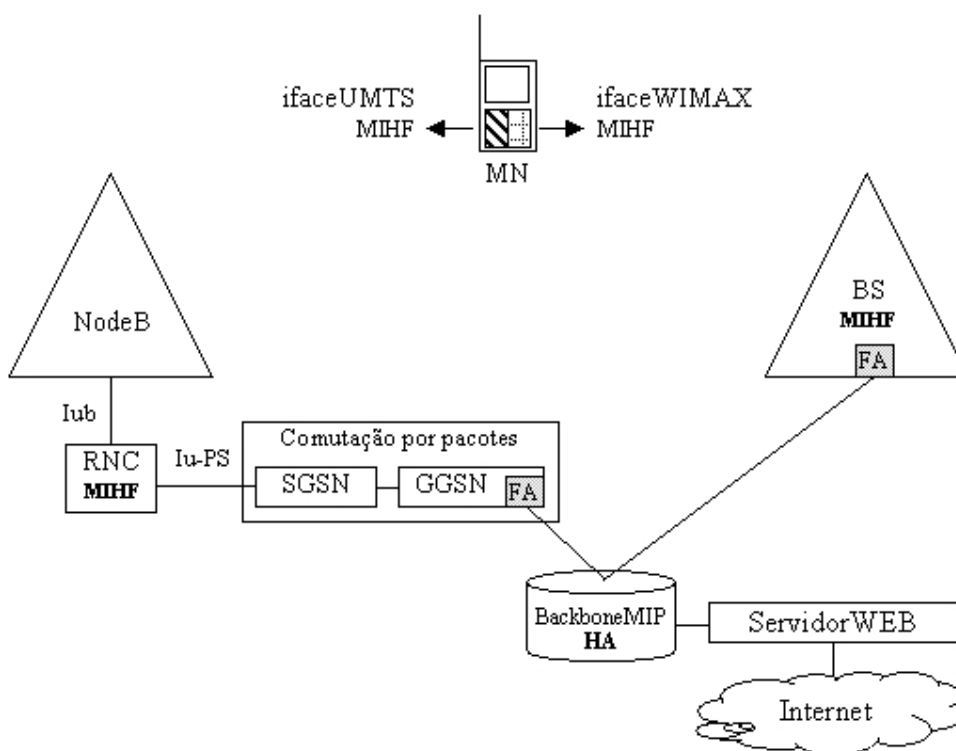 ifaceUMTS
MIHF
ifaceWIMAX
MIHF
MN
NodeB
BS
MIHF
FA
Iub
RNC
MIHF
Iu-PS
Comutação por pacotes
SGSN
GGSN
FA
BackboneMIP
HA
ServidorWEB
Internet